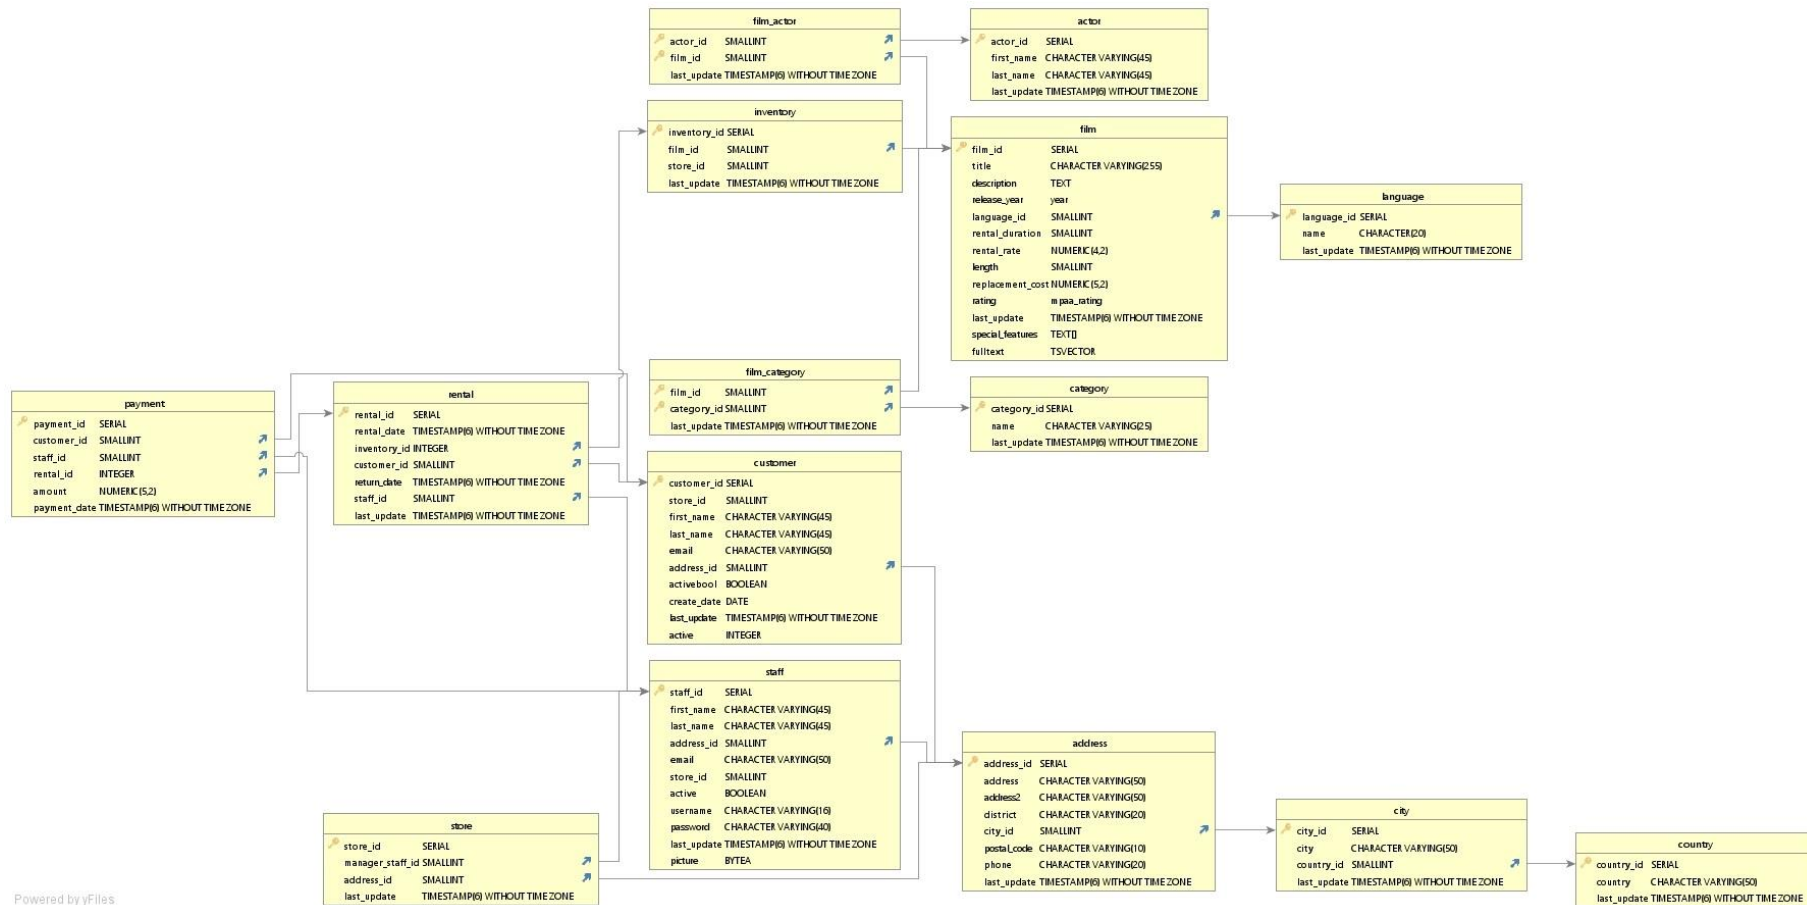 film_actor
actor_id SMALLINT
film_id SMALLINT
last_update TIMESTAMP(6) WITHOUT TIME ZONE
actor
actor_id SERIAL
first_name CHARACTER VARYING(45)
last_name CHARACTER VARYING(45)
last_update TIMESTAMP(6) WITHOUT TIME ZONE
inventory
inventory_id SERIAL
film_id SMALLINT
store_id SMALLINT
last_update TIMESTAMP(6) WITHOUT TIME ZONE
film
film_id SERIAL
title CHARACTER VARYING(255)
description TEXT
release_year year
language_id SMALLINT
rental_duration SMALLINT
rental_rate NUMERIC(4,2)
length SMALLINT
replacement_cost NUMERIC(5,2)
rating mpaa_rating
last_update TIMESTAMP(6) WITHOUT TIME ZONE
special_features TEXT[]
fulltext TSVECTOR
language
language_id SERIAL
name CHARACTER(20)
last_update TIMESTAMP(6) WITHOUT TIME ZONE
film_category
film_id SMALLINT
category_id SMALLINT
last_update TIMESTAMP(6) WITHOUT TIME ZONE
category
category_id SERIAL
name CHARACTER VARYING(25)
last_update TIMESTAMP(6) WITHOUT TIME ZONE
payment
payment_id SERIAL
customer_id SMALLINT
staff_id SMALLINT
rental_id INTEGER
amount NUMERIC(5,2)
payment_date TIMESTAMP(6) WITHOUT TIME ZONE
rental
rental_id SERIAL
rental_date TIMESTAMP(6) WITHOUT TIME ZONE
inventory_id INTEGER
customer_id SMALLINT
return_date TIMESTAMP(6) WITHOUT TIME ZONE
staff_id SMALLINT
last_update TIMESTAMP(6) WITHOUT TIME ZONE
customer
customer_id SERIAL
store_id SMALLINT
first_name CHARACTER VARYING(45)
last_name CHARACTER VARYING(45)
email CHARACTER VARYING(50)
address_id SMALLINT
activebool BOOLEAN
create_date DATE
last_update TIMESTAMP(6) WITHOUT TIME ZONE
active INTEGER
staff
staff_id SERIAL
first_name CHARACTER VARYING(45)
last_name CHARACTER VARYING(45)
address_id SMALLINT
email CHARACTER VARYING(50)
store_id SMALLINT
active BOOLEAN
username CHARACTER VARYING(16)
password CHARACTER VARYING(40)
last_update TIMESTAMP(6) WITHOUT TIME ZONE
picture BYTEA
address
address_id SERIAL
address CHARACTER VARYING(50)
address2 CHARACTER VARYING(50)
district CHARACTER VARYING(20)
city_id SMALLINT
postal_code CHARACTER VARYING(10)
phone CHARACTER VARYING(20)
last_update TIMESTAMP(6) WITHOUT TIME ZONE
store
store_id SERIAL
manager_staff_id SMALLINT
address_id SMALLINT
last_update TIMESTAMP(6) WITHOUT TIME ZONE
city
city_id SERIAL
city CHARACTER VARYING(50)
country_id SMALLINT
last_update TIMESTAMP(6) WITHOUT TIME ZONE
country
country_id SERIAL
country CHARACTER VARYING(50)
last_update TIMESTAMP(6) WITHOUT TIME ZONE
Powered by yFiles